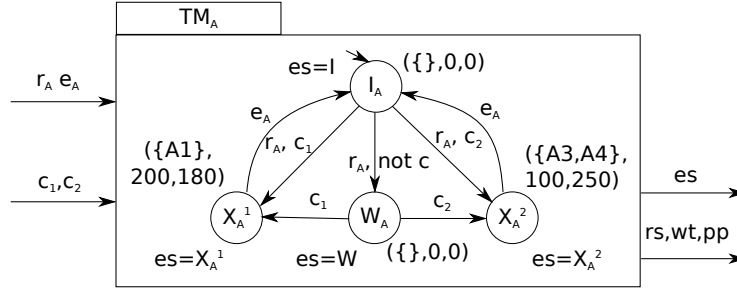 TM_A
es=I
({},0,0)
I_A
r_A e_A
e_A
e_A
r_A, c_1
r_A, c_2
({A1},
200,180)
r_A, not c
({A3,A4},
100,250)
c_1,c_2
es
c_1
c_2
X_A^1
W_A
X_A^2
rs,wt,pp
es=X_A^1
es=W
({},0,0)
es=X_A^2